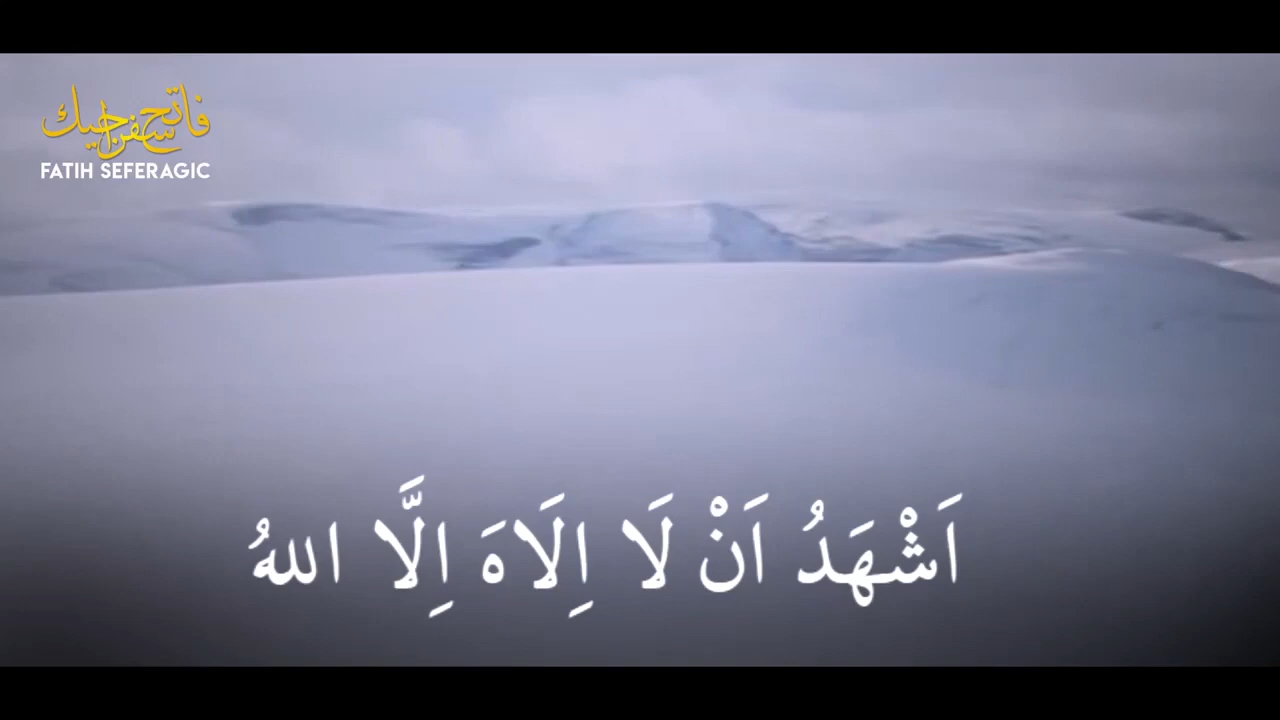 فاتح سفراجيك
FATIH SEFERAGIC
اَشْهَدُ اَنْ لَا اِلَاهَ اِلَّا اللهُ